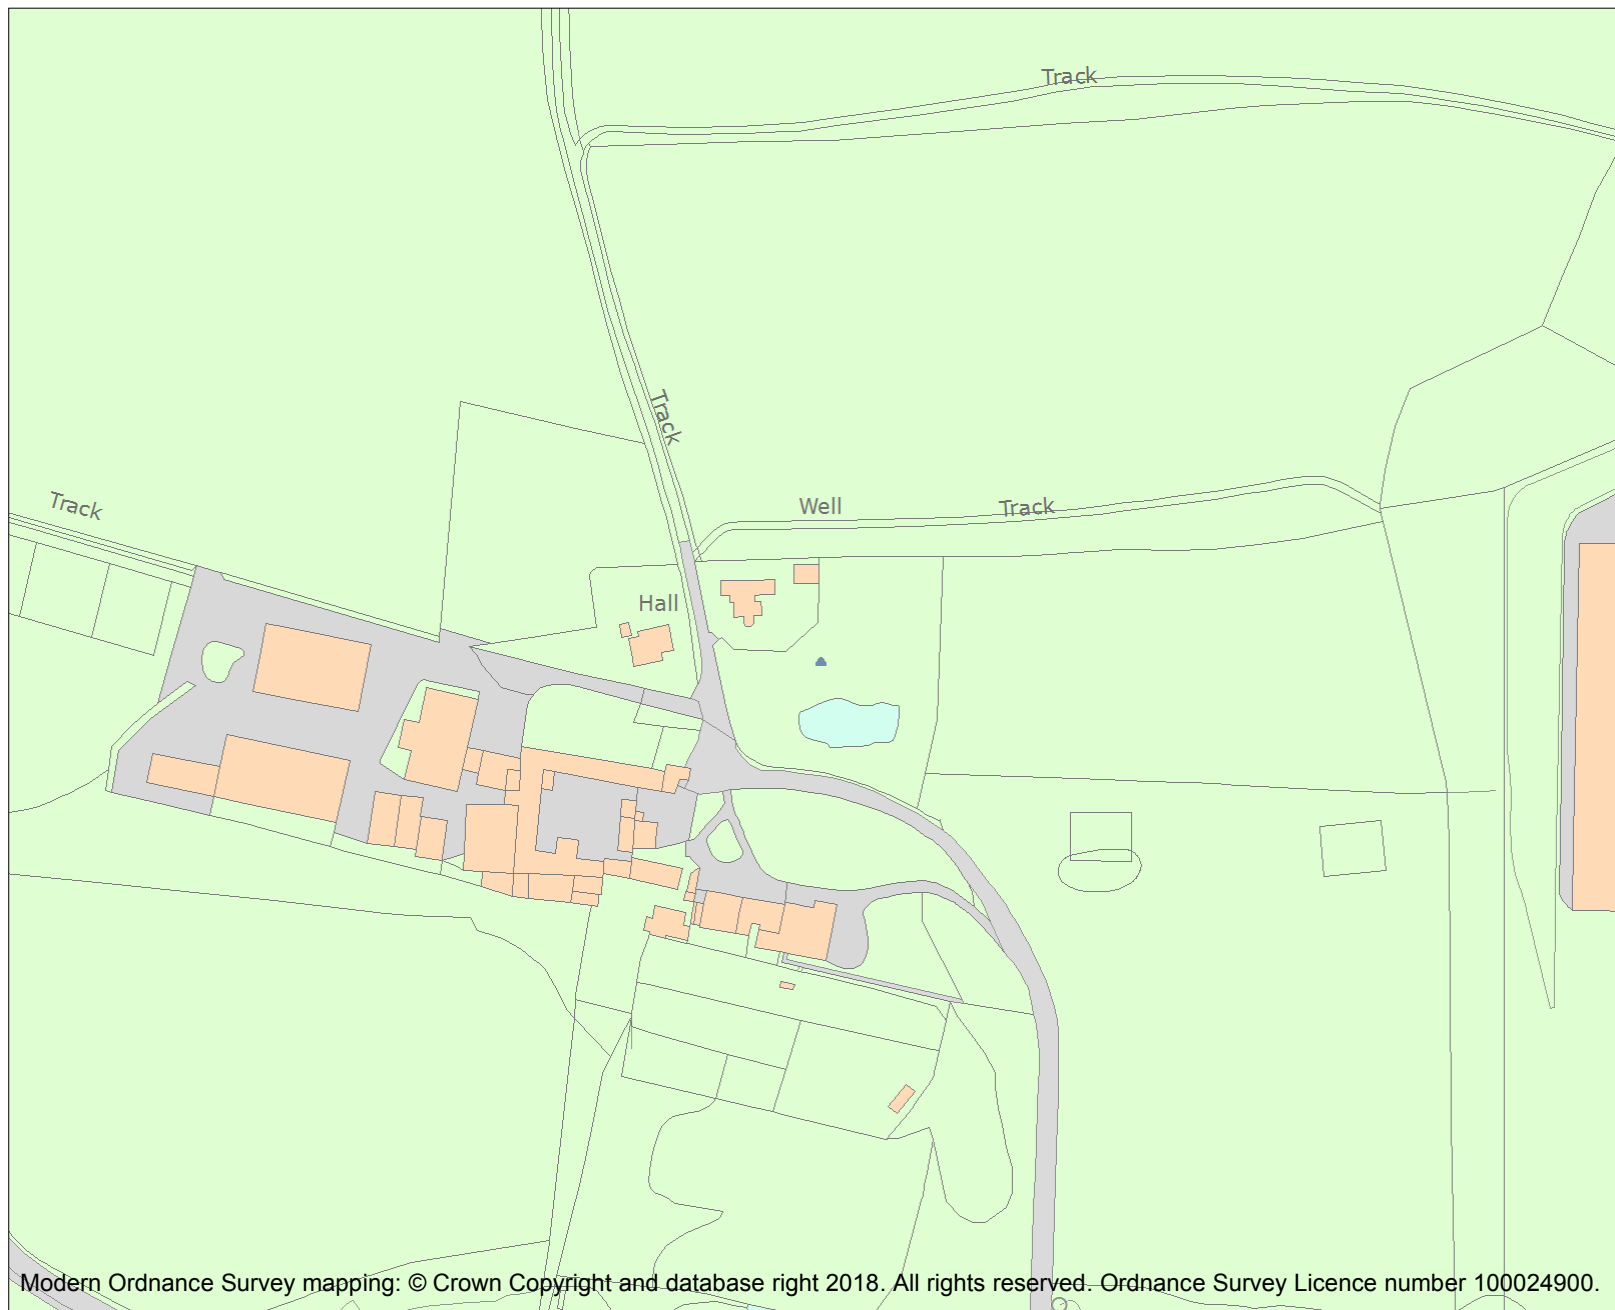 Track
Track
Track
Well
Track
Hall
Modern Ordnance Survey mapping: © Crown Copyright and database right 2018. All rights reserved. Ordnance Survey Licence number 100024900.